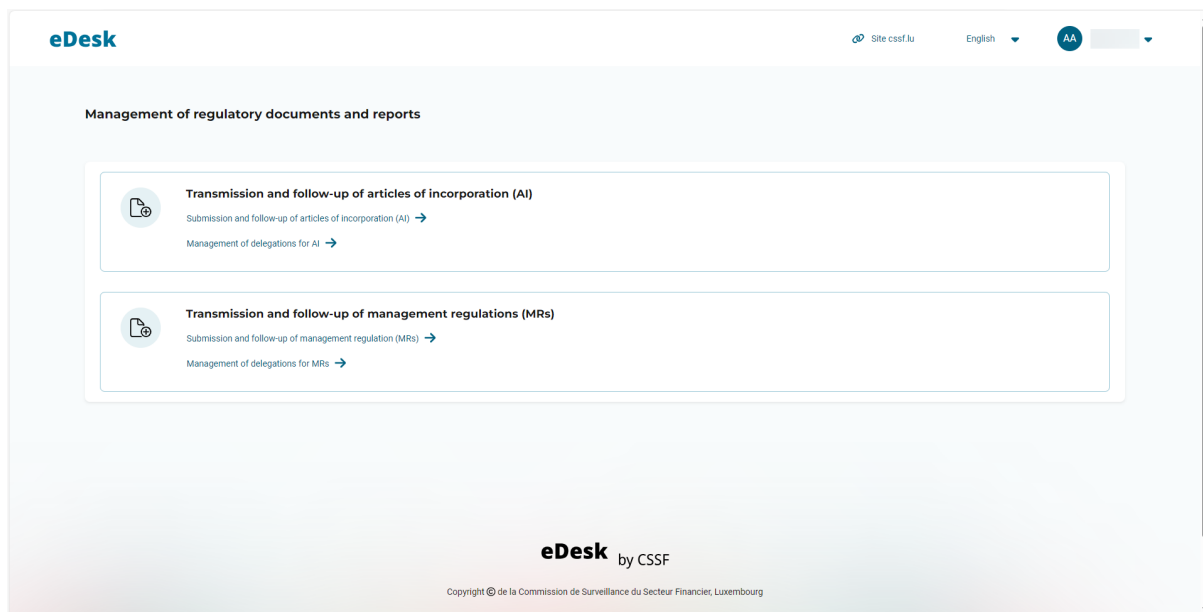 eDesk
Site cssf.lu
English
AA
Management of regulatory documents and reports
Transmission and follow-up of articles of incorporation (AI)
Submission and follow-up of articles of incorporation (AI)
Management of delegations for AI
Transmission and follow-up of management regulations (MRs)
Submission and follow-up of management regulation (MRs)
Management of delegations for MRs
eDesk by CSSF
Copyright © de la Commission de Surveillance du Secteur Financier, Luxembourg